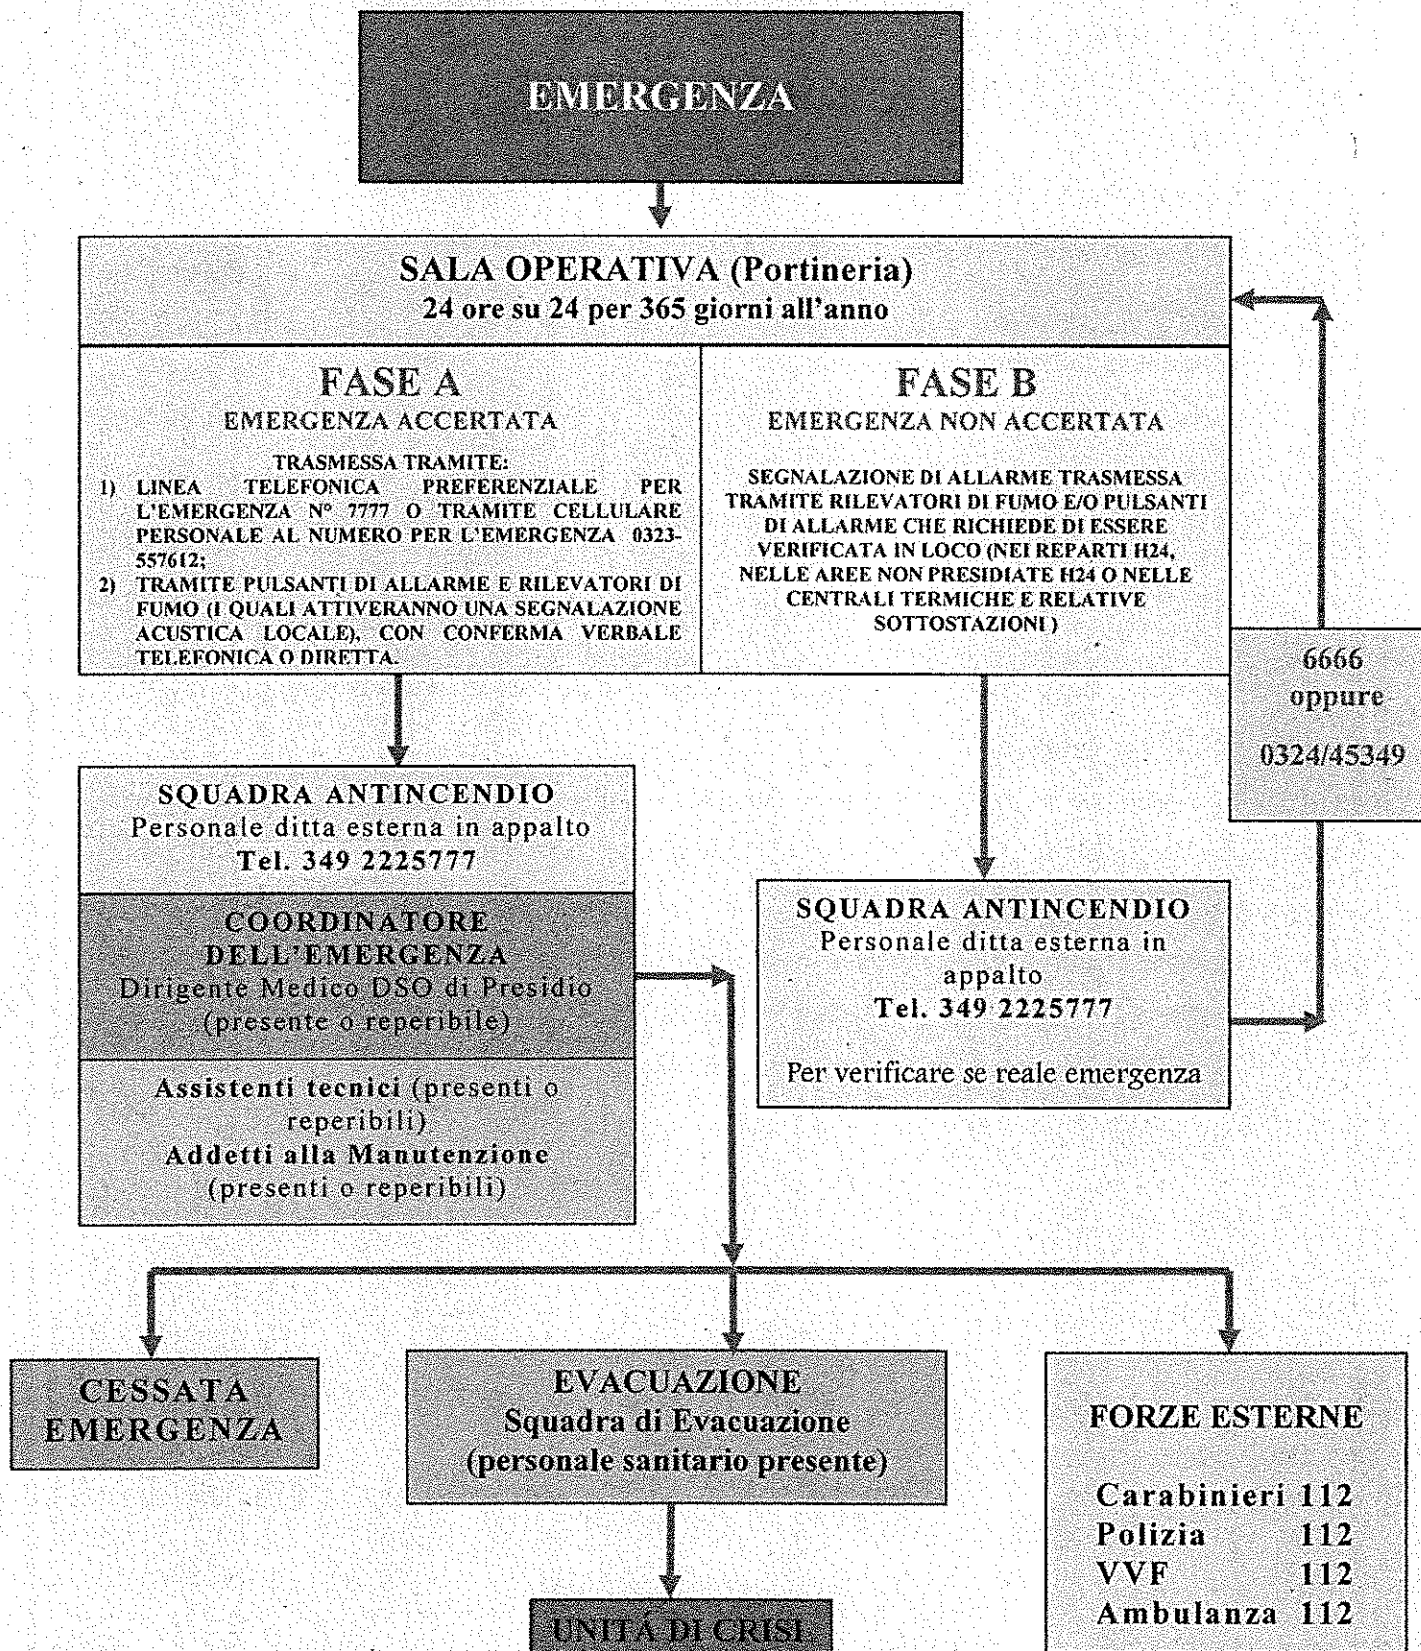 EMERGENZA
SALA OPERATIVA (Portineria)
24 ore su 24 per 365 giorni all'anno
FASE A
EMERGENZA ACCERTATA
TRASMESSA TRAMITE:
1) LINEA TELEFONICA PREFERENZIALE PER
L'EMERGENZA N° 7777 O TRAMITE CELLULARE
PERSONALE AL NUMERO PER L'EMERGENZA 0323-
557612;
2) TRAMITE PULSANTI DI ALLARME E RILEVATORI DI
FUMO (I QUALI ATTIVERANNO UNA SEGNALAZIONE
ACUSTICA LOCALE), CON CONFERMA VERBALE
TELEFONICA O DIRETTA.
FASE B
EMERGENZA NON ACCERTATA
SEGNALAZIONE DI ALLARME TRASMESSA
TRAMITE RILEVATORI DI FUMO E/O PULSANTI
DI ALLARME CHE RICHIEDE DI ESSERE
VERIFICATA IN LOCO (NEI REPARTI H24,
NELLE AREE NON PRESIDIATE H24 O NELLE
CENTRALI TERMICHE E RELATIVE
SOTTOSTAZIONI )
6666
oppure
0324/45349
SQUADRA ANTINCENDIO
Personale ditta esterna in appalto
Tel. 349 2225777
COORDINATORE
DELL'EMERGENZA
Dirigente Medico DSO di Presidio
(presente o reperibile)
Assistenti tecnici (presenti o
reperibili)
Addetti alla Manutenzione
(presenti o reperibili)
SQUADRA ANTINCENDIO
Personale ditta esterna in
appalto
Tel. 349 2225777
Per verificare se reale emergenza
CESSATA
EMERGENZA
EVACUAZIONE
Squadra di Evacuazione
(personale sanitario presente)
UNITÁ DI CRISI
FORZE ESTERNE
Carabinieri 112
Polizia 112
VVF 112
Ambulanza 112